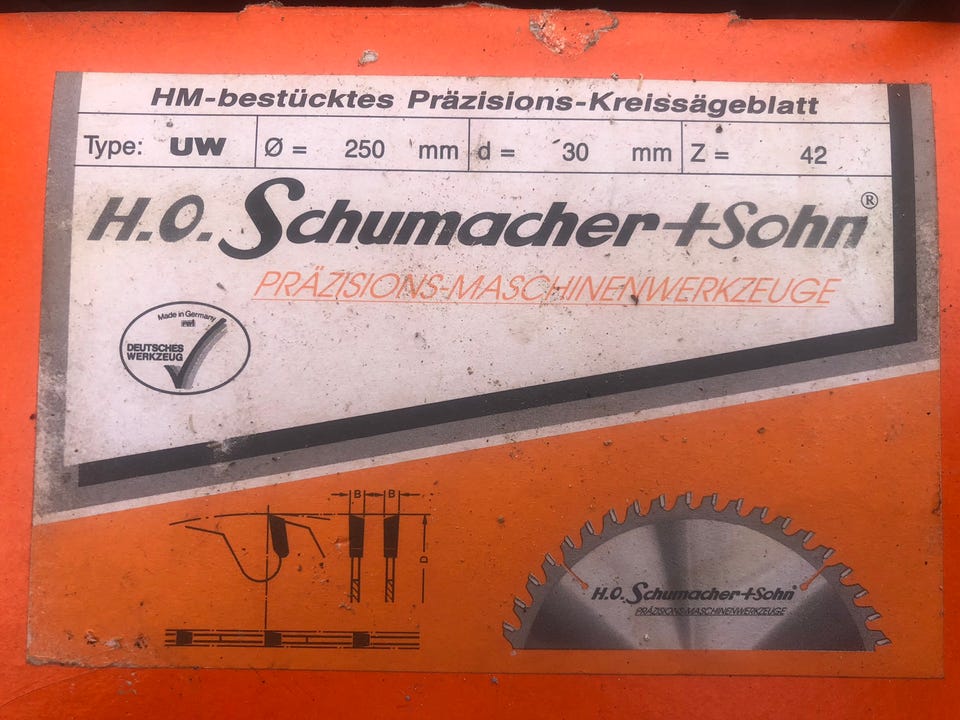 HM-bestücktes Präzisions-Kreissägeblatt
Type: UW Ø = 250 mm d = 30 mm Z = 42
H.O. Schumacher+Sohn®
PRÄZISIONS-MASCHINENWERKZEUGE
Made in Germany
DEUTSCHES
WERKZEUG
B B
D
H.O. Schumacher+Sohn
PRÄZISIONS-MASCHINENWERKZEUGE